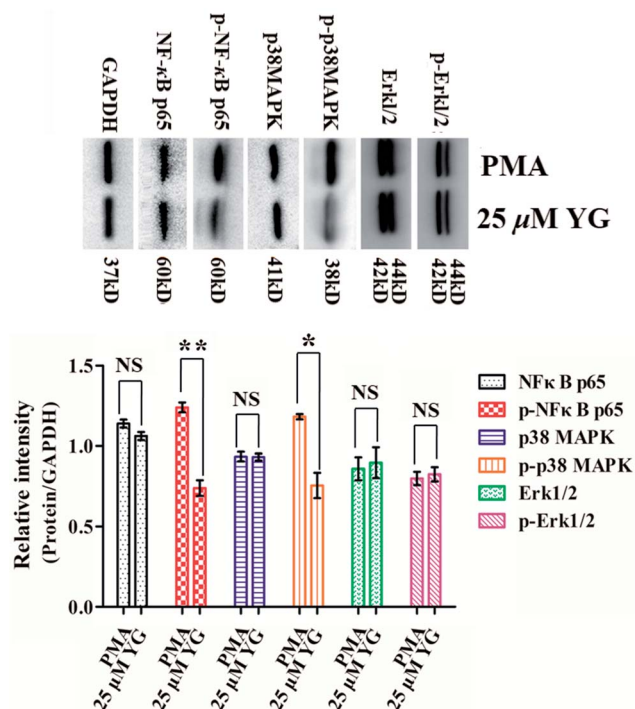 GAPDH
NF-κB p65
p-NF-κB p65
p38MAPK
p-p38MAPK
Erkl/2
p-Erkl/2
PMA
25 μM YG
37kD
60kD
60kD
41kD
38kD
44kD
42kD
44kD
42kD
Relative intensity
(Protein/GAPDH)
1.5
1.0
0.5
0.0
NS
**
NS
*
NS
NS
PMA
25 μM YG
PMA
25 μM YG
PMA
25 μM YG
PMA
25 μM YG
PMA
25 μM YG
PMA
25 μM YG
NFκ B p65
p-NFκ B p65
p38 MAPK
p-p38 MAPK
Erk1/2
p-Erk1/2